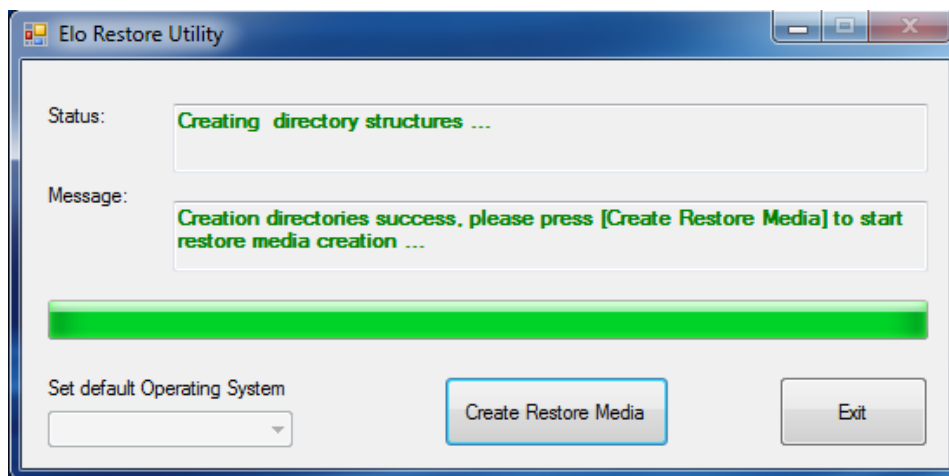 Elo Restore Utility
Status:
Creating directory structures ...
Message:
Creation directories success, please press [Create Restore Media] to start
restore media creation ...
Set default Operating System
Create Restore Media
Exit